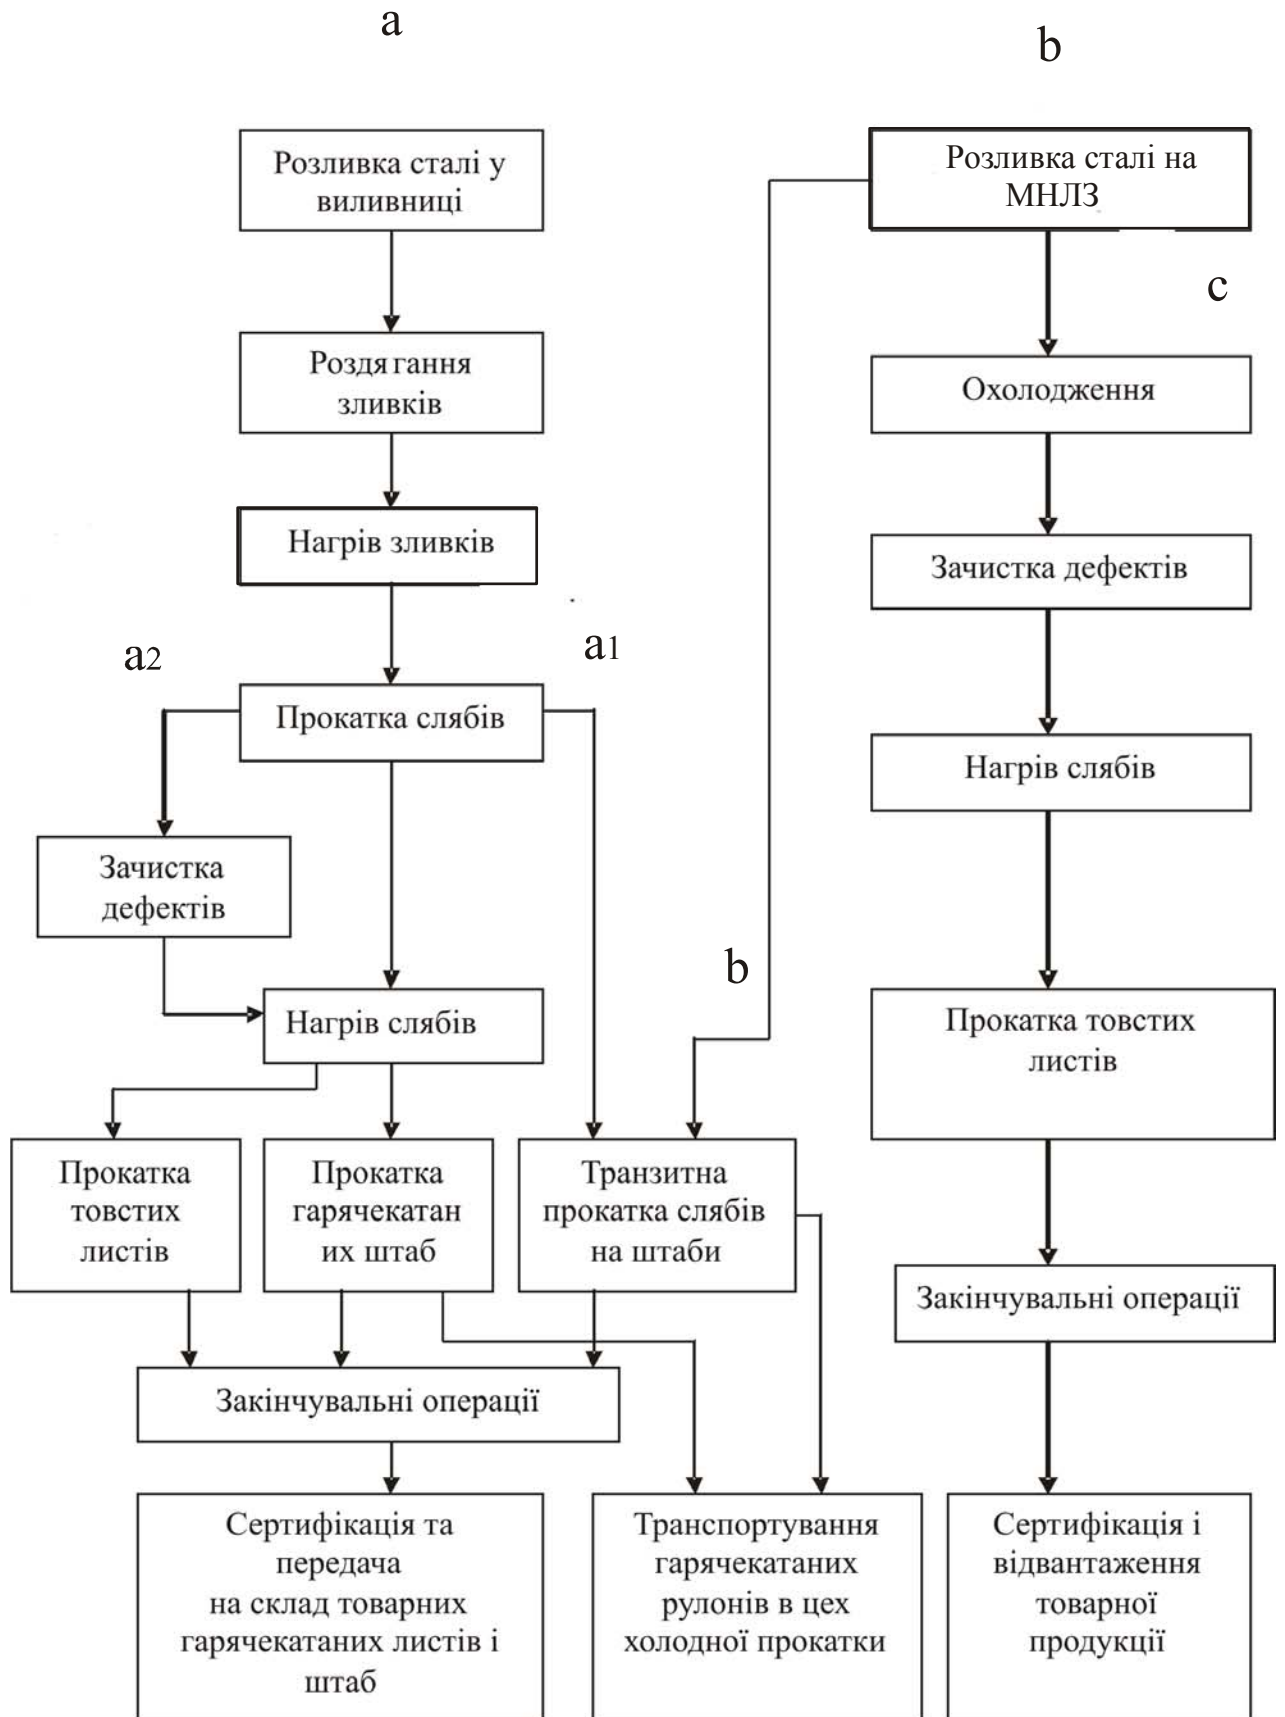 a
b
Розливка сталі у
виливниці
Розливка сталі на
МНЛЗ
c
Роздягання
зливків
Охолодження
Нагрів зливків
Зачистка дефектів
a2
a1
Прокатка слябів
Нагрів слябів
Зачистка
дефектів
b
Нагрів слябів
Прокатка товстих
листів
Прокатка
товстих
листів
Прокатка
гарячекатан
их штаб
Транзитна
прокатка слябів
на штаби
Закінчувальні операції
Закінчувальні операції
Сертифікація та
передача
на склад товарних
гарячекатаних листів і
штаб
Транспортування
гарячекатаних
рулонів в цех
холодної прокатки
Сертифікація і
відвантаження
товарної
продукції